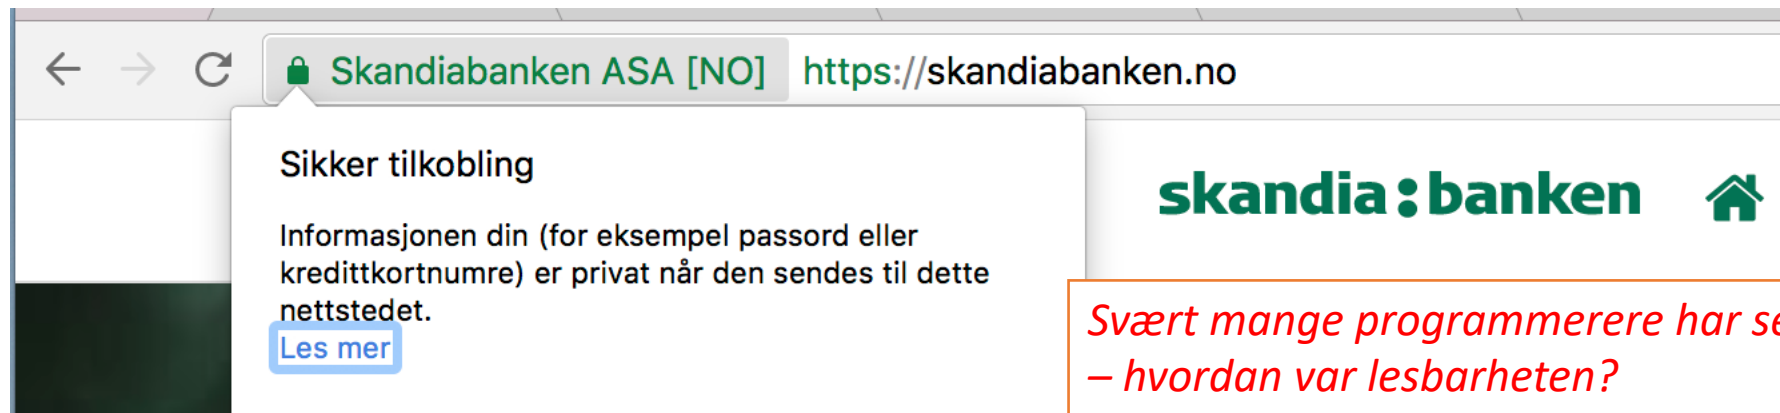 Skandiabanken ASA [NO] https://skandiabanken.no
Sikker tilkobling
Informasjonen din (for eksempel passord eller
kredittkortnumre) er privat når den sendes til dette
nettstedet.
Les mer
skandia:banken
Svært mange programmerere har
– hvordan var lesbarheten?